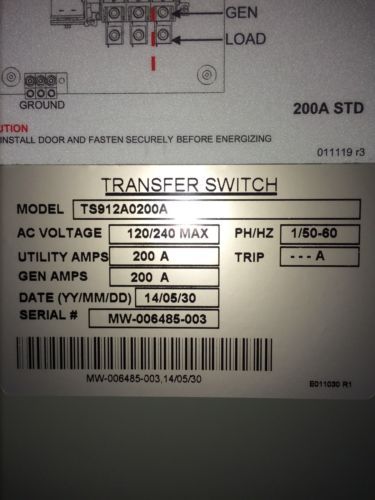 GEN
LOAD
GROUND
200A STD
UTION
INSTALL DOOR AND FASTEN SECURELY BEFORE ENERGIZING
011119 r3
TRANSFER SWITCH
MODEL TS912A0200A
AC VOLTAGE 120/240 MAX PH/HZ 1/50-60
UTILITY AMPS 200 A TRIP - - - A
GEN AMPS 200 A
DATE (YY/MM/DD) 14/05/30
SERIAL # MW-006485-003
MW-006485-003,14/05/30
E011030 R1